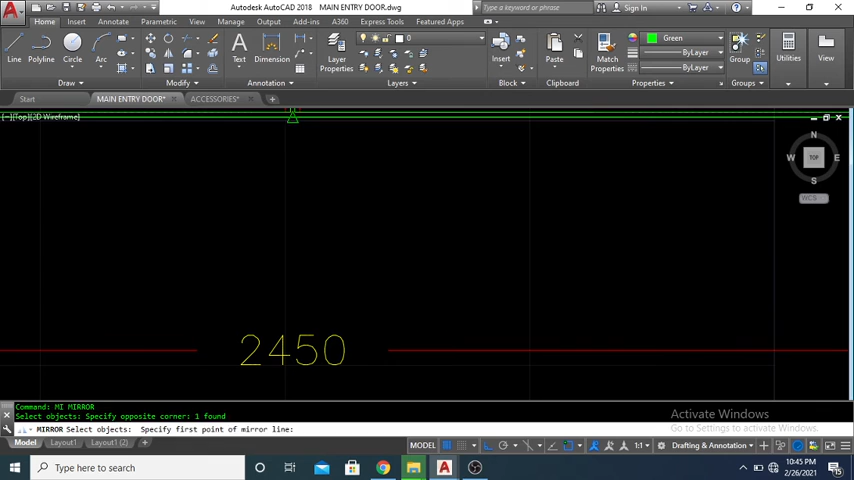 Autodesk AutoCAD 2018 MAIN ENTRY DOOR.dwg
Type a keyword or phrase
Sign In
Home Insert Annotate Parametric View Manage Output Add-ins A360 Express Tools Featured Apps
Line Polyline Circle Arc
Text Dimension
Layer Properties
0
Insert
Paste
Match Properties
Green
ByLayer
ByLayer
Group
Utilities
View
Draw Modify Annotation Layers Block Clipboard Properties Groups
Start MAIN ENTRY DOOR* ACCESSORIES*
[−][Top][2D Wireframe]
N
W TOP E
S
WCS
2450
Command: MI MIRROR
Select objects: Specify opposite corner: 1 found
MIRROR Select objects: Specify first point of mirror line:
Activate Windows
Go to Settings to activate Windows.
Model Layout1 Layout1 (2)
MODEL 1:1 Drafting & Annotation
Type here to search
10:45 PM
2/26/2021
15